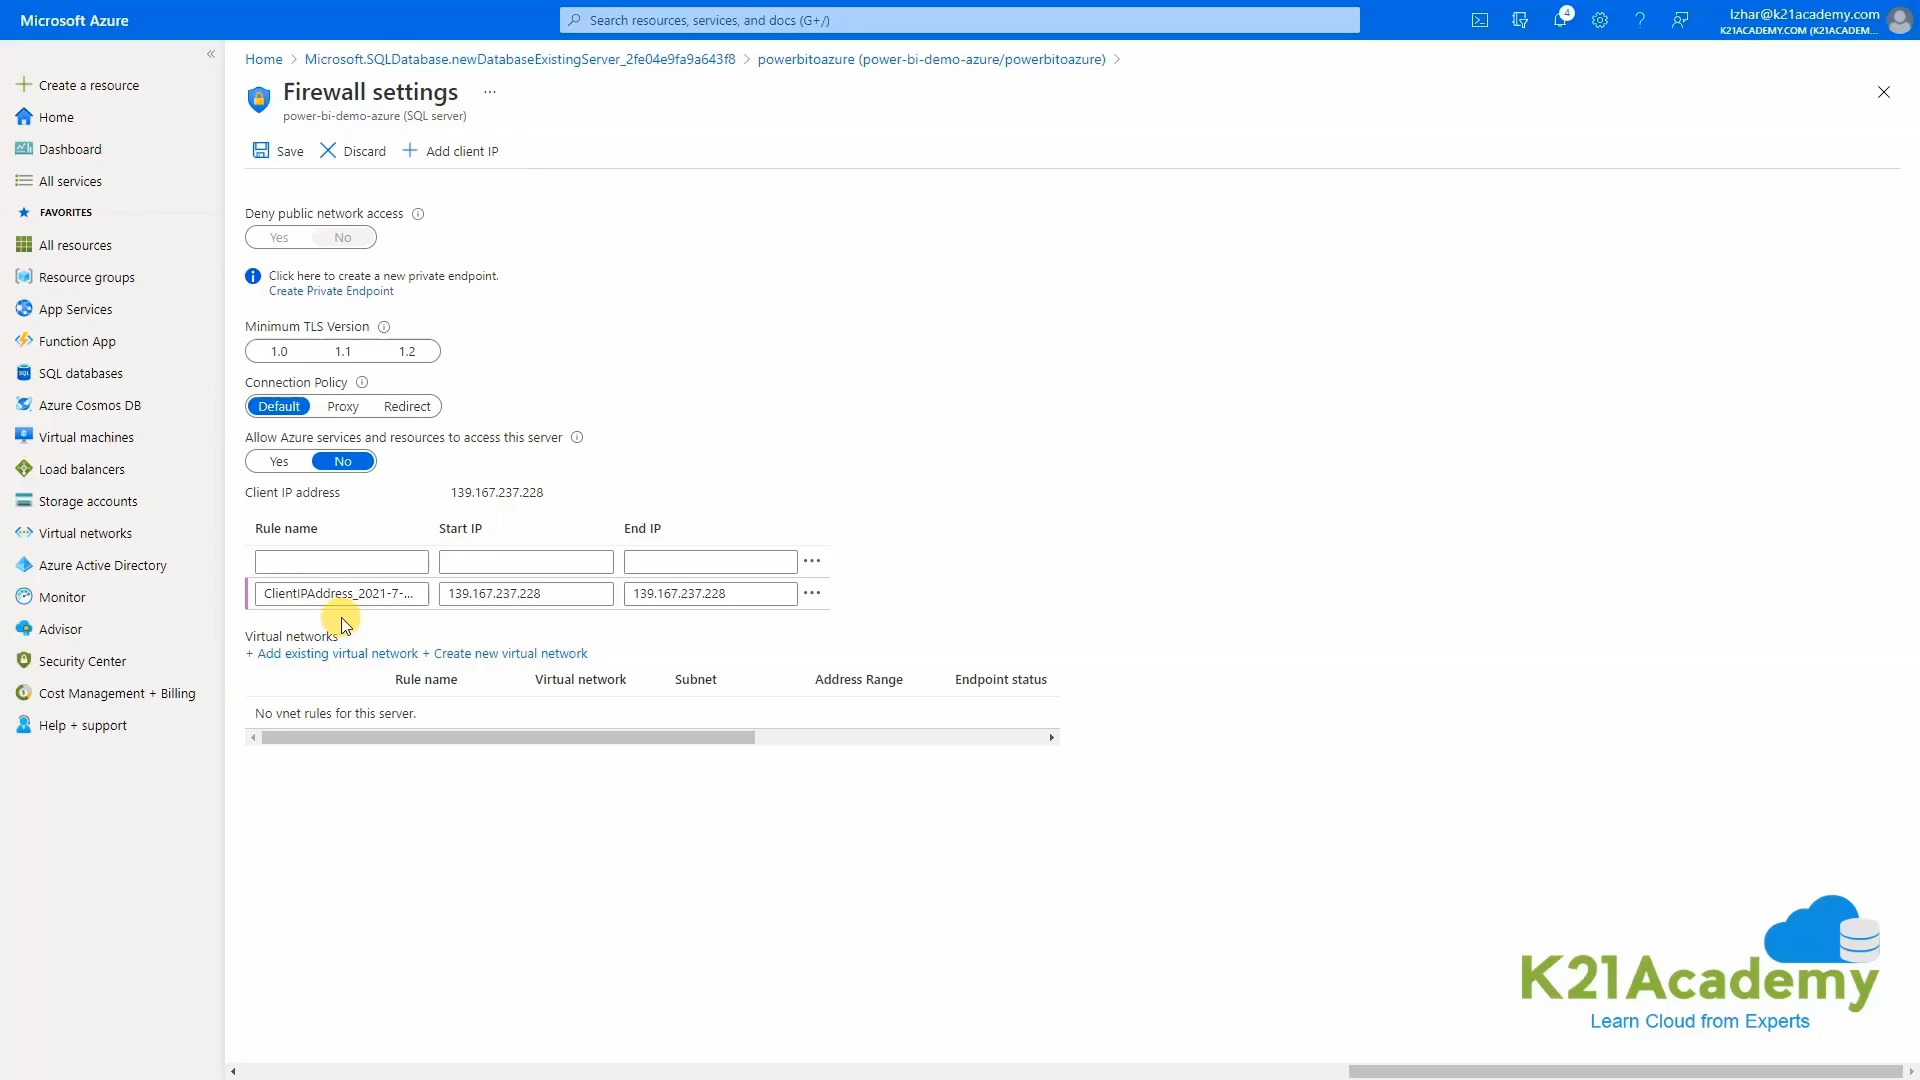 Microsoft Azure
Search resources, services, and docs (G+/)
4
Izhar@k21academy.com
K21ACADEMY.COM (K21ACADEM...
Create a resource
Home
Dashboard
All services
FAVORITES
All resources
Resource groups
App Services
Function App
SQL databases
Azure Cosmos DB
Virtual machines
Load balancers
Storage accounts
Virtual networks
Azure Active Directory
Monitor
Advisor
Security Center
Cost Management + Billing
Help + support
Home > Microsoft.SQLDatabase.newDatabaseExistingServer_2fe04e9fa9a643f8 > powerbitoazure (power-bi-demo-azure/powerbitoazure) >
Firewall settings ...
power-bi-demo-azure (SQL server)
Save Discard Add client IP
Deny public network access
Yes No
Click here to create a new private endpoint.
Create Private Endpoint
Minimum TLS Version
1.0 1.1 1.2
Connection Policy
Default Proxy Redirect
Allow Azure services and resources to access this server
Yes No
Client IP address 139.167.237.228
Rule name Start IP End IP
ClientIPAddress_2021-7-... 139.167.237.228 139.167.237.228
Virtual networks
+ Add existing virtual network + Create new virtual network
Rule name Virtual network Subnet Address Range Endpoint status
No vnet rules for this server.
K21Academy
Learn Cloud from Experts